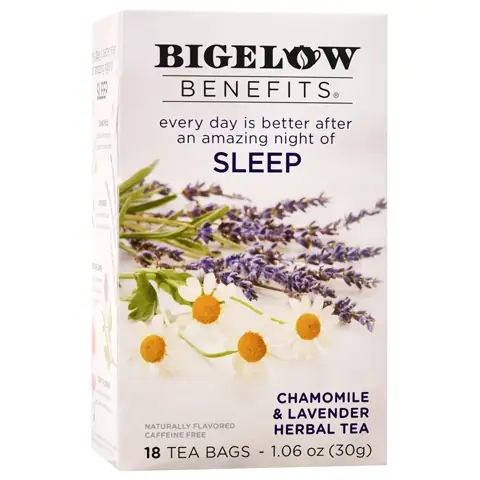 BIGELOW
BENEFITS®
every day is better after
an amazing night of
SLEEP
CHAMOMILE
& LAVENDER
HERBAL TEA
NATURALLY FLAVORED
CAFFEINE FREE
18 TEA BAGS - 1.06 oz (30g)
SLEEP